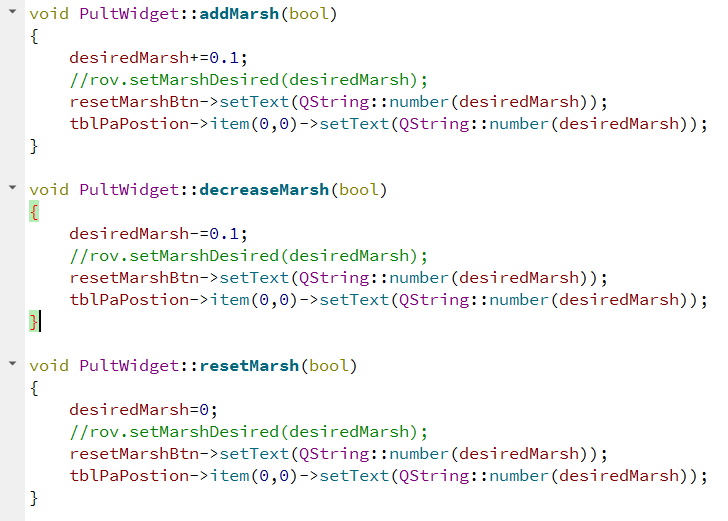 void PultWidget::addMarsh(bool)
{
    desiredMarsh+=0.1;
    //rov.setMarshDesired(desiredMarsh);
    resetMarshBtn->setText(QString::number(desiredMarsh));
    tblPaPostion->item(0,0)->setText(QString::number(desiredMarsh));
}

void PultWidget::decreaseMarsh(bool)
{
    desiredMarsh-=0.1;
    //rov.setMarshDesired(desiredMarsh);
    resetMarshBtn->setText(QString::number(desiredMarsh));
    tblPaPostion->item(0,0)->setText(QString::number(desiredMarsh));
}

void PultWidget::resetMarsh(bool)
{
    desiredMarsh=0;
    //rov.setMarshDesired(desiredMarsh);
    resetMarshBtn->setText(QString::number(desiredMarsh));
    tblPaPostion->item(0,0)->setText(QString::number(desiredMarsh));
}